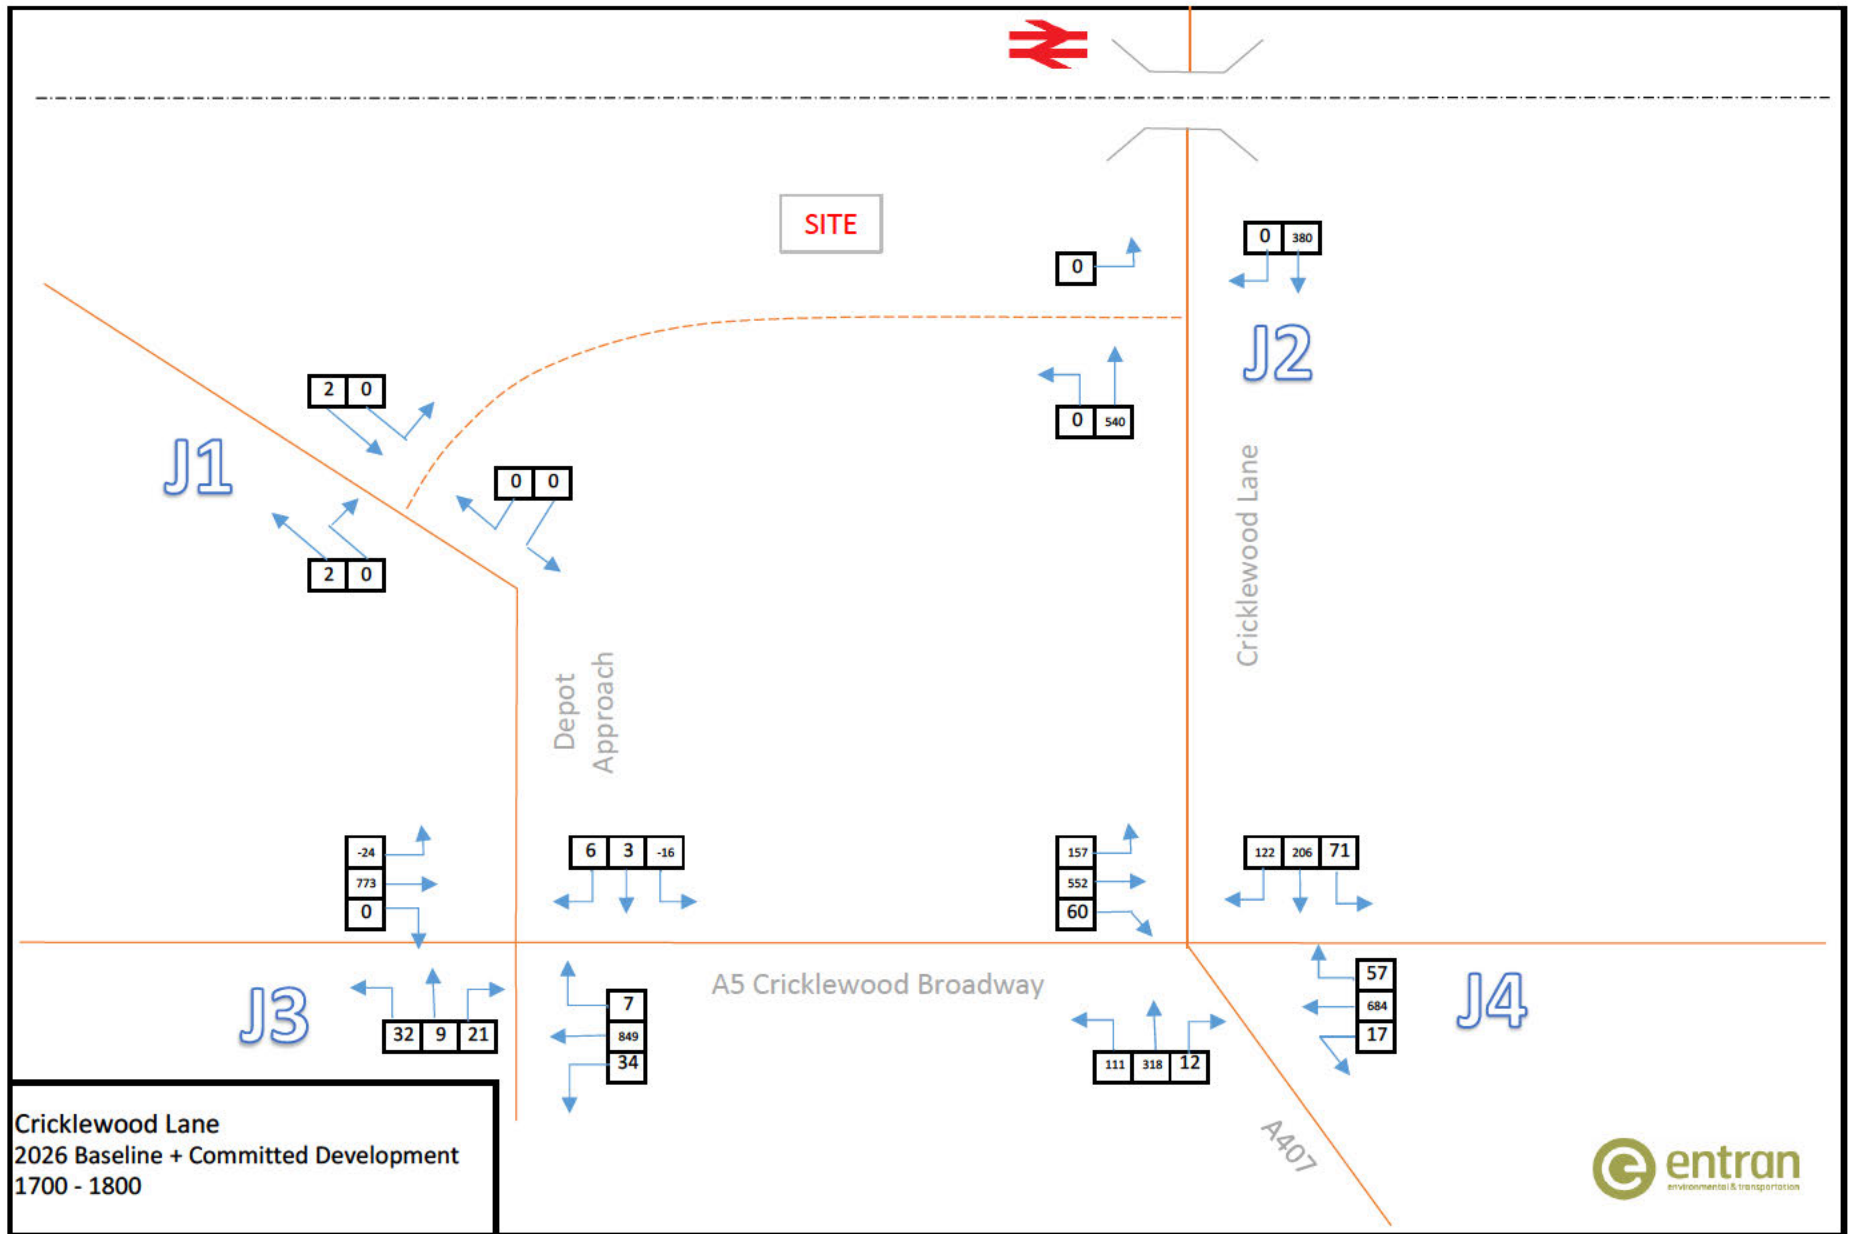 SITE
0 380
0
J2
0 540
2 0
J1
0 0
2 0
Cricklewood Lane
Depot
Approach
-24
773
0
6 3 -16
157
552
60
122 206 71
A5 Cricklewood Broadway
J3
32 9 21
7
849
34
111 318 12
57
684
17
J4
A407
Cricklewood Lane
2026 Baseline + Committed Development
1700 - 1800
e entran
environmental & transportation